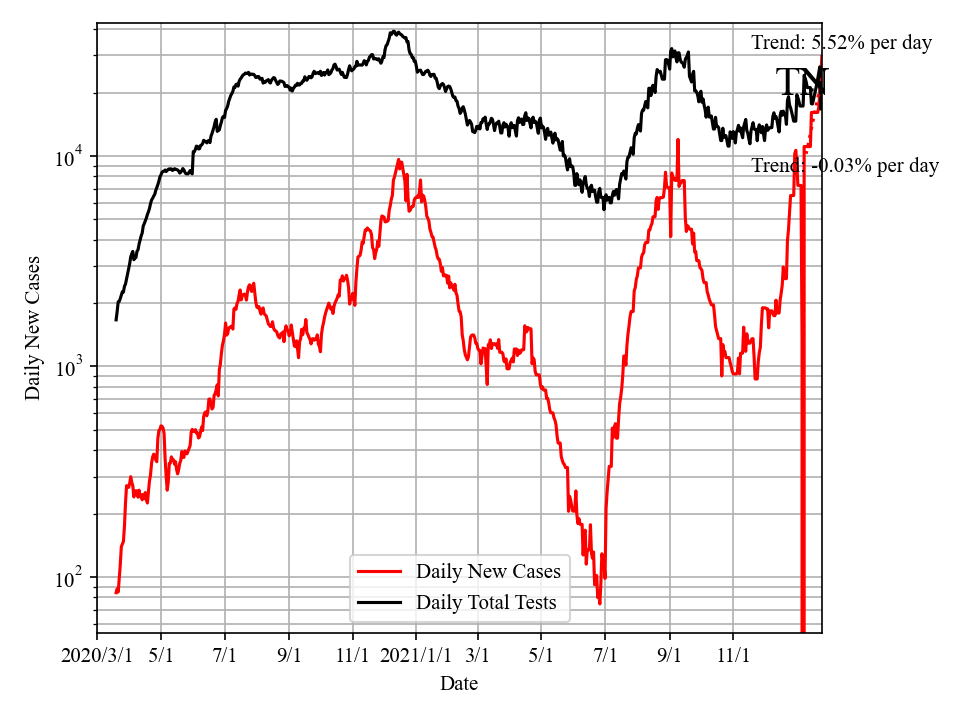 Trend: 5.52% per day
TN
Trend: -0.03% per day
Daily New Cases
10^4
10^3
10^2
Daily New Cases
Daily Total Tests
2020/3/1 5/1 7/1 9/1 11/1 2021/1/1 3/1 5/1 7/1 9/1 11/1
Date